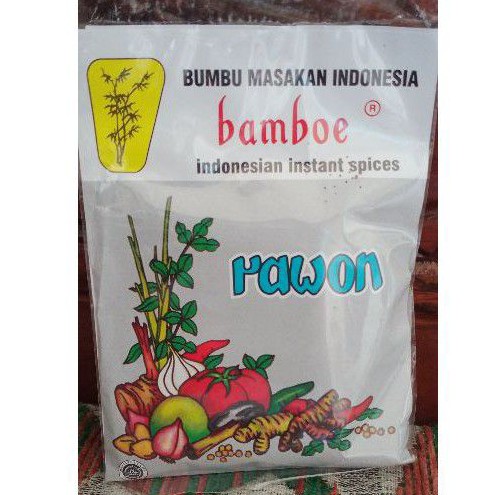 BUMBU MASAKAN INDONESIA
bamboe ®
indonesian instant spices
rawon